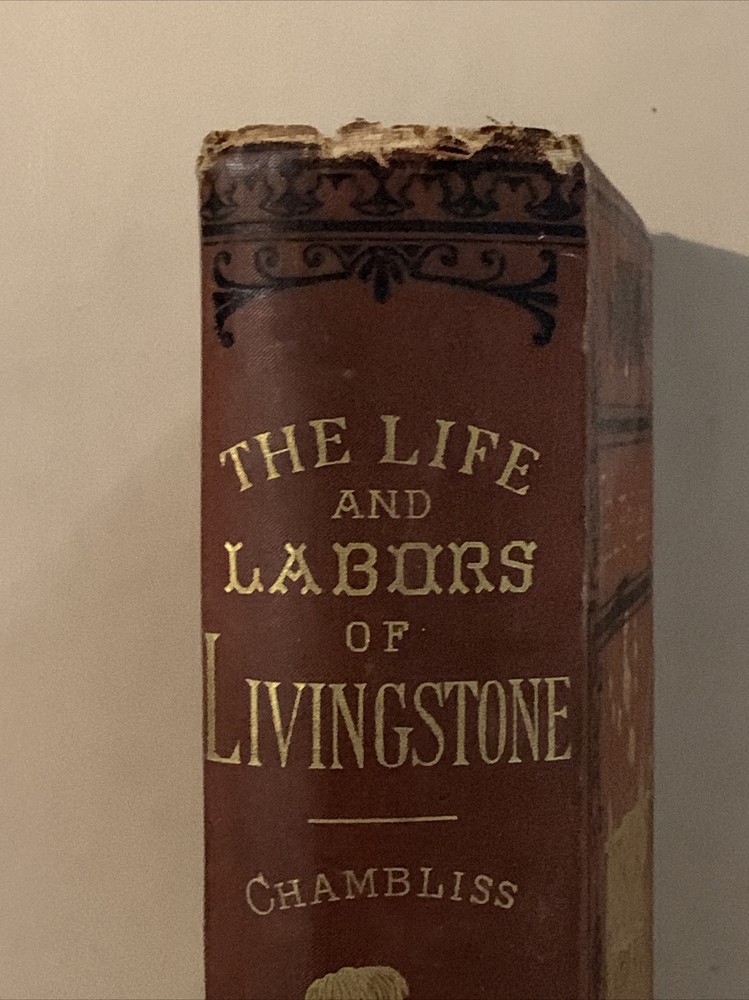 THE LIFE
AND
LABORS
OF
LIVINGSTONE
CHAMBLISS